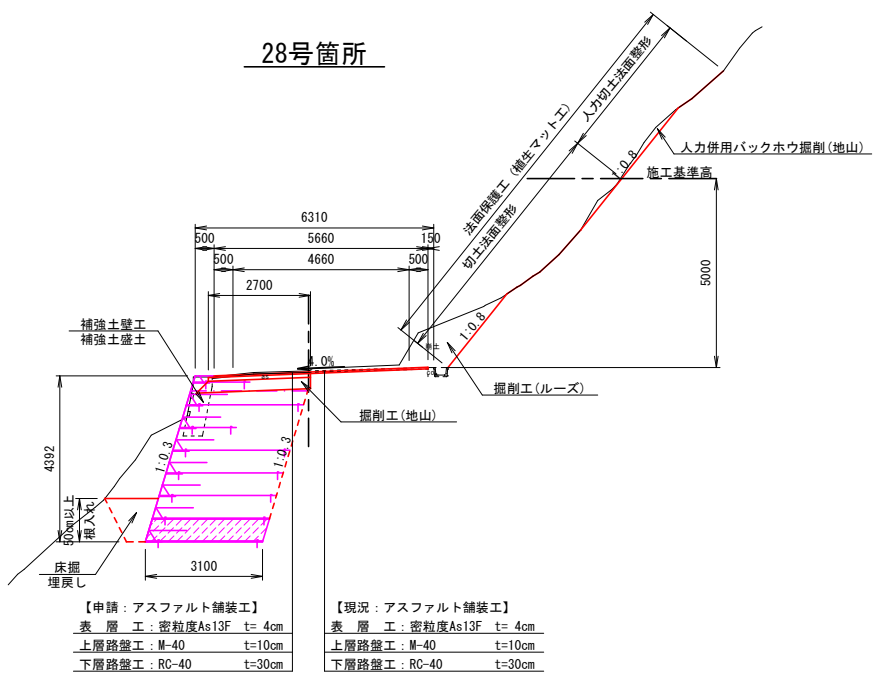 28号箇所
人力切土法面整形
法面保護工（植生マット工）
切土法面整形
1:0.8
人力併用バックホウ掘削(地山)
施工基準高
5000
6310
500
5660
150
500
4660
500
2700
補強土壁工
補強土盛土
4.0%
1:0.8
掘削工(ルーズ)
掘削工(地山)
4392
1:0.3
1:0.3
50cm以上
根入れ
床掘
埋戻し
3100
【申請：アスファルト舗装工】
表　層　工：密粒度As13F　t= 4cm
上層路盤工：M-40　t=10cm
下層路盤工：RC-40　t=30cm
【現況：アスファルト舗装工】
表　層　工：密粒度As13F　t= 4cm
上層路盤工：M-40　t=10cm
下層路盤工：RC-40　t=30cm